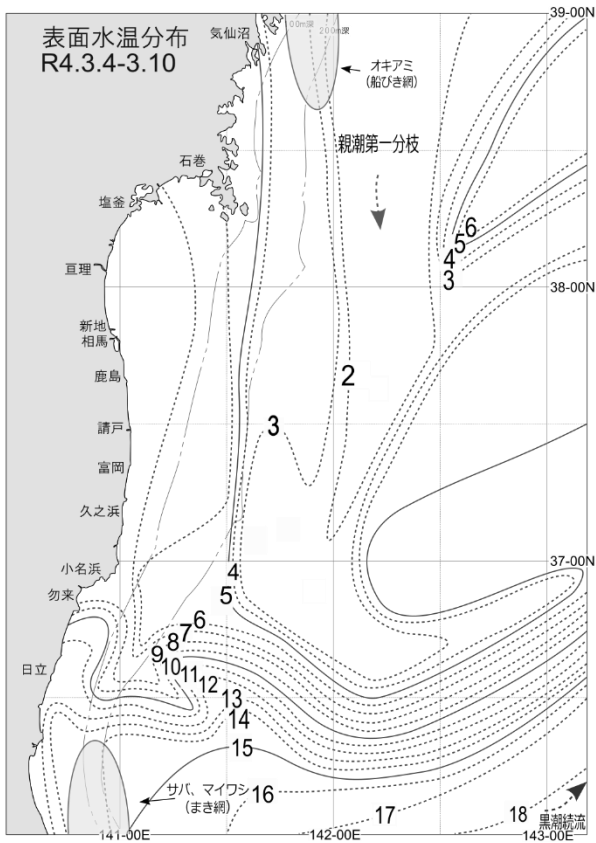 39-00N
表面水温分布
R4.3.4-3.10
気仙沼
200m深
オキアミ
(船びき網)
親潮第一分枝
石巻
塩釜
6
5
4
3
亘理
38-00N
新地
相馬
鹿島
2
請戸
3
富岡
久之浜
37-00N
小名浜
4
勿来
5
6
7
8
9
10
日立
11
12
13
14
15
サバ、マイワシ
(まき網)
16
17
18
黒潮続流
141-00E
142-00E
143-00E